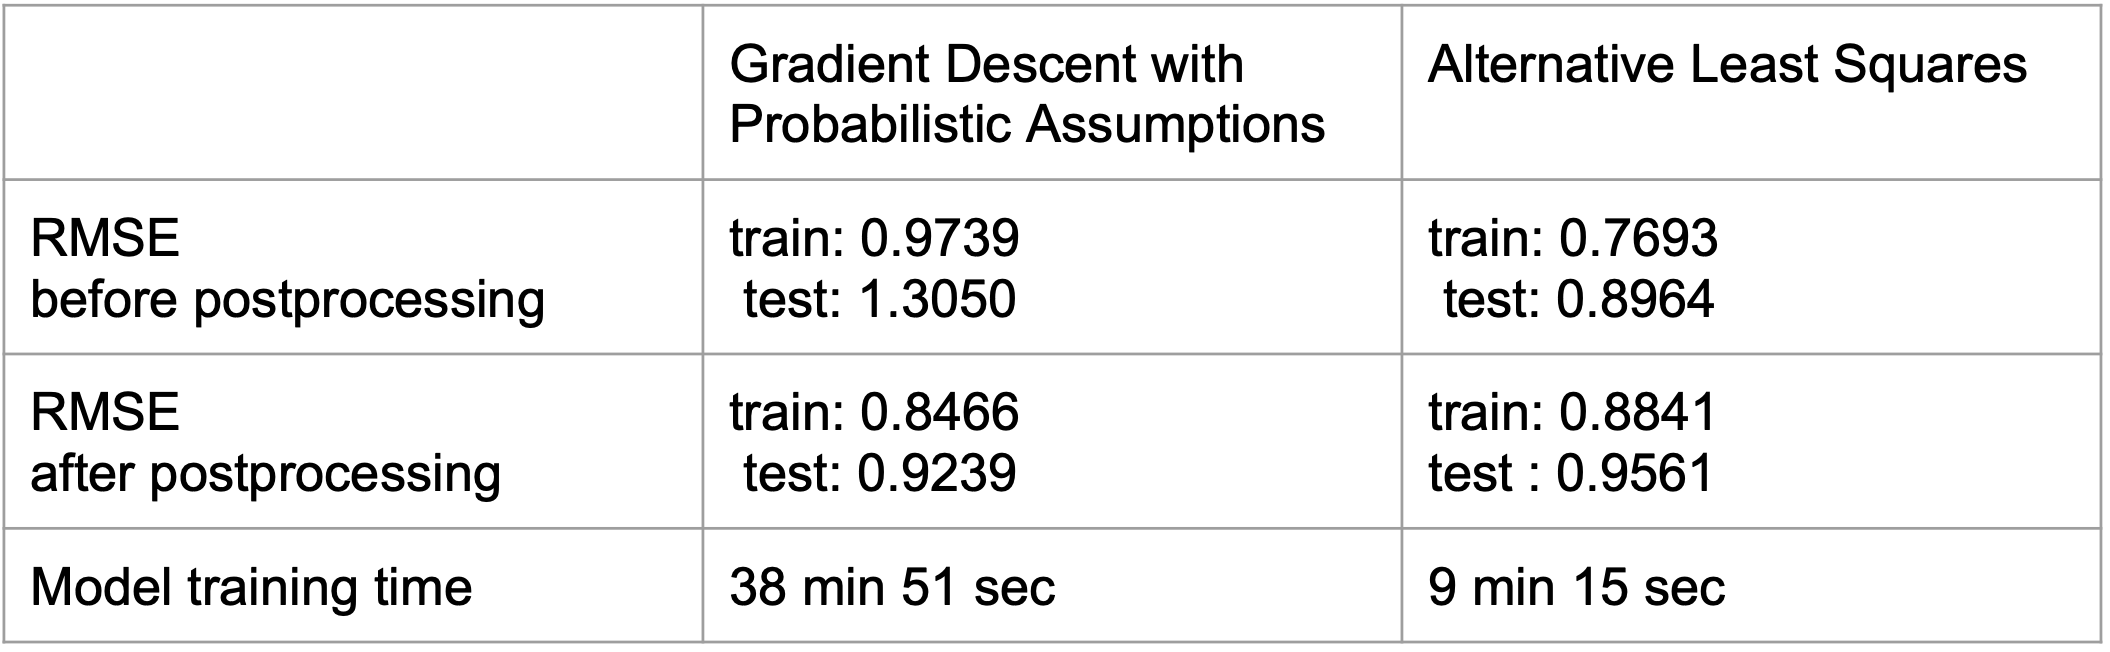 Gradient Descent with
Probabilistic Assumptions
Alternative Least Squares
RMSE
before postprocessing
train: 0.9739
test: 1.3050
train: 0.7693
test: 0.8964
RMSE
after postprocessing
train: 0.8466
test: 0.9239
train: 0.8841
test : 0.9561
Model training time
38 min 51 sec
9 min 15 sec